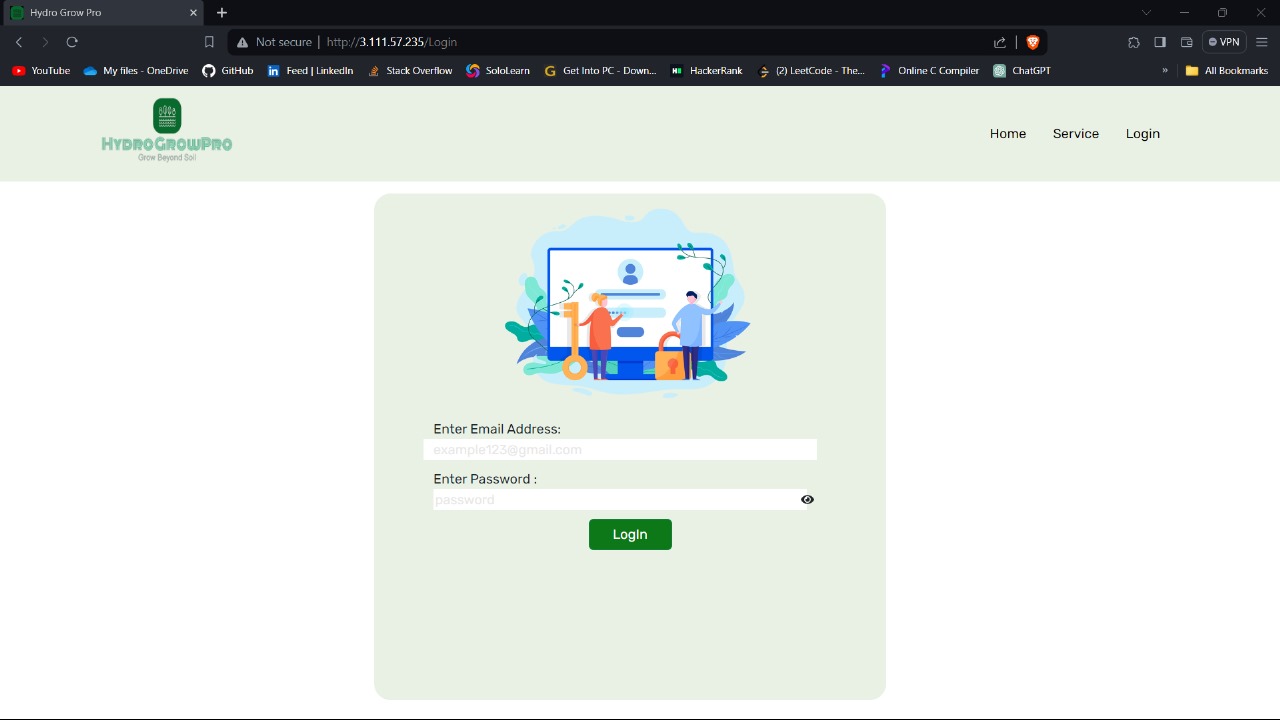 Hydro Grow Pro
Not secure | http://3.111.57.235/Login
VPN
YouTube
My files - OneDrive
GitHub
Feed | LinkedIn
Stack Overflow
SoloLearn
Get Into PC - Down...
HackerRank
(2) LeetCode - The...
Online C Compiler
ChatGPT
» All Bookmarks
HYDROGROWPRO
Grow Beyond Soil
Home Service Login
Enter Email Address:
example123@gmail.com
Enter Password :
password
LogIn